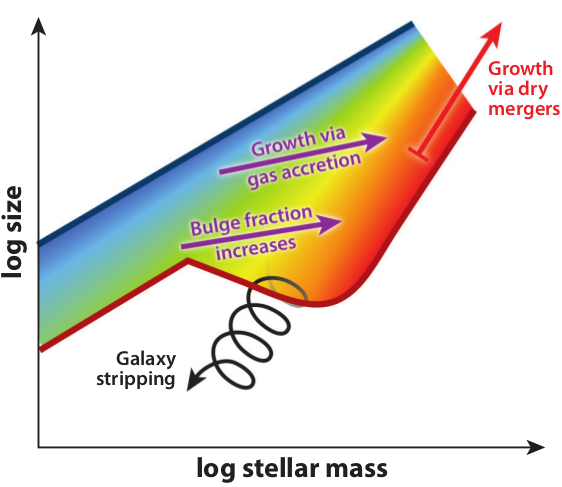 Growth
via dry
mergers
Growth via
gas accretion
Bulge fraction
increases
Galaxy
stripping
log size
log stellar mass